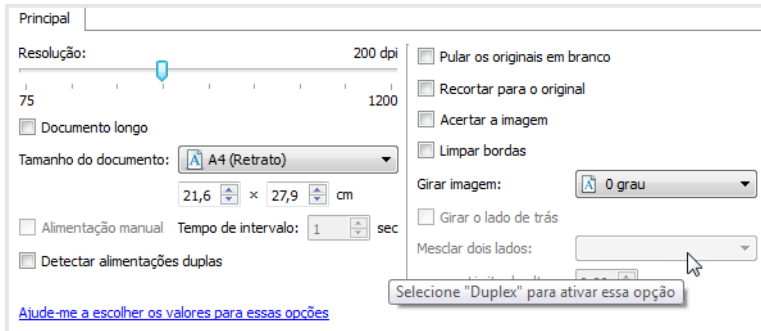 Principal
Resolução: 200 dpi
75 1200
Documento longo
Tamanho do documento: A4 (Retrato)
21,6 × 27,9 cm
Alimentação manual Tempo de intervalo: 1 sec
Detectar alimentações duplas
Ajude-me a escolher os valores para essas opções
Pular os originais em branco
Recortar para o original
Acertar a imagem
Limpar bordas
Girar imagem: 0 grau
Girar o lado de trás
Mesclar dois lados:
Selecione "Duplex" para ativar essa opção